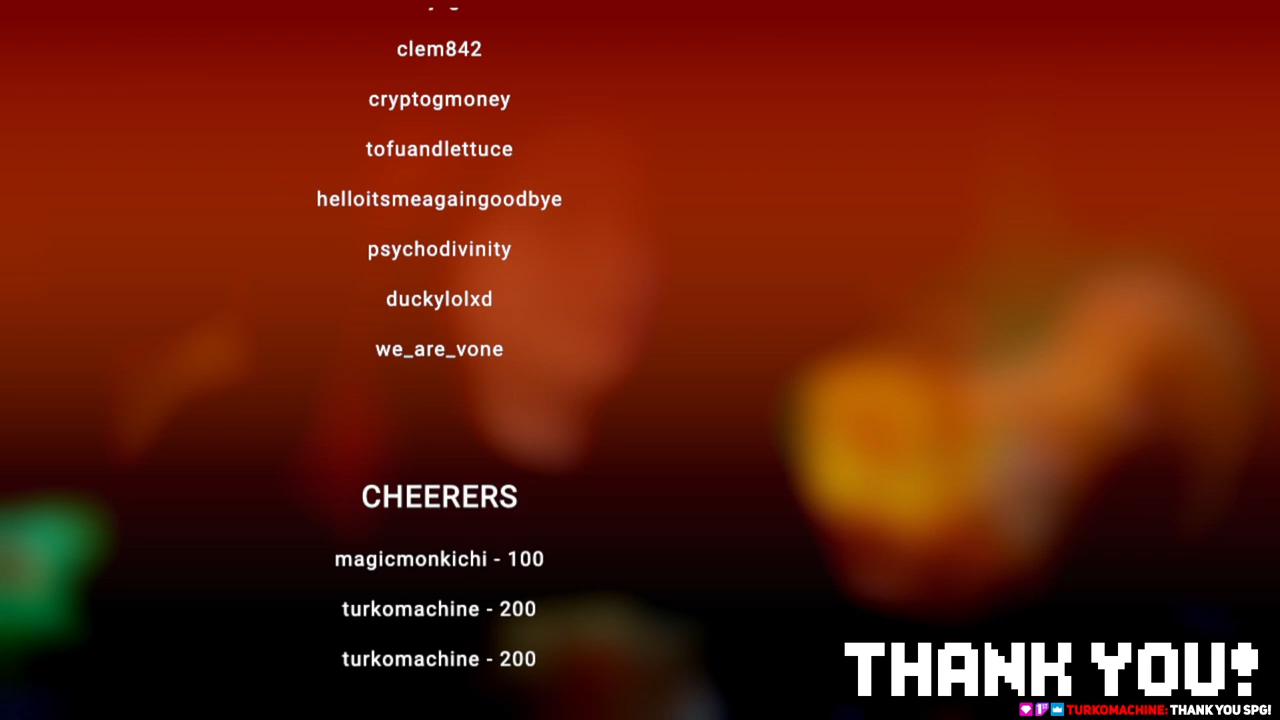 clem842
cryptogmoney
tofuandlettuce
helloitsmeagaingoodbye
psychodivinity
duckylolxd
we_are_vone
CHEERERS
magicmonkichi - 100
turkomachine - 200
turkomachine - 200
THANK YOU!
TURKOMACHINE: THANK YOU SPG!